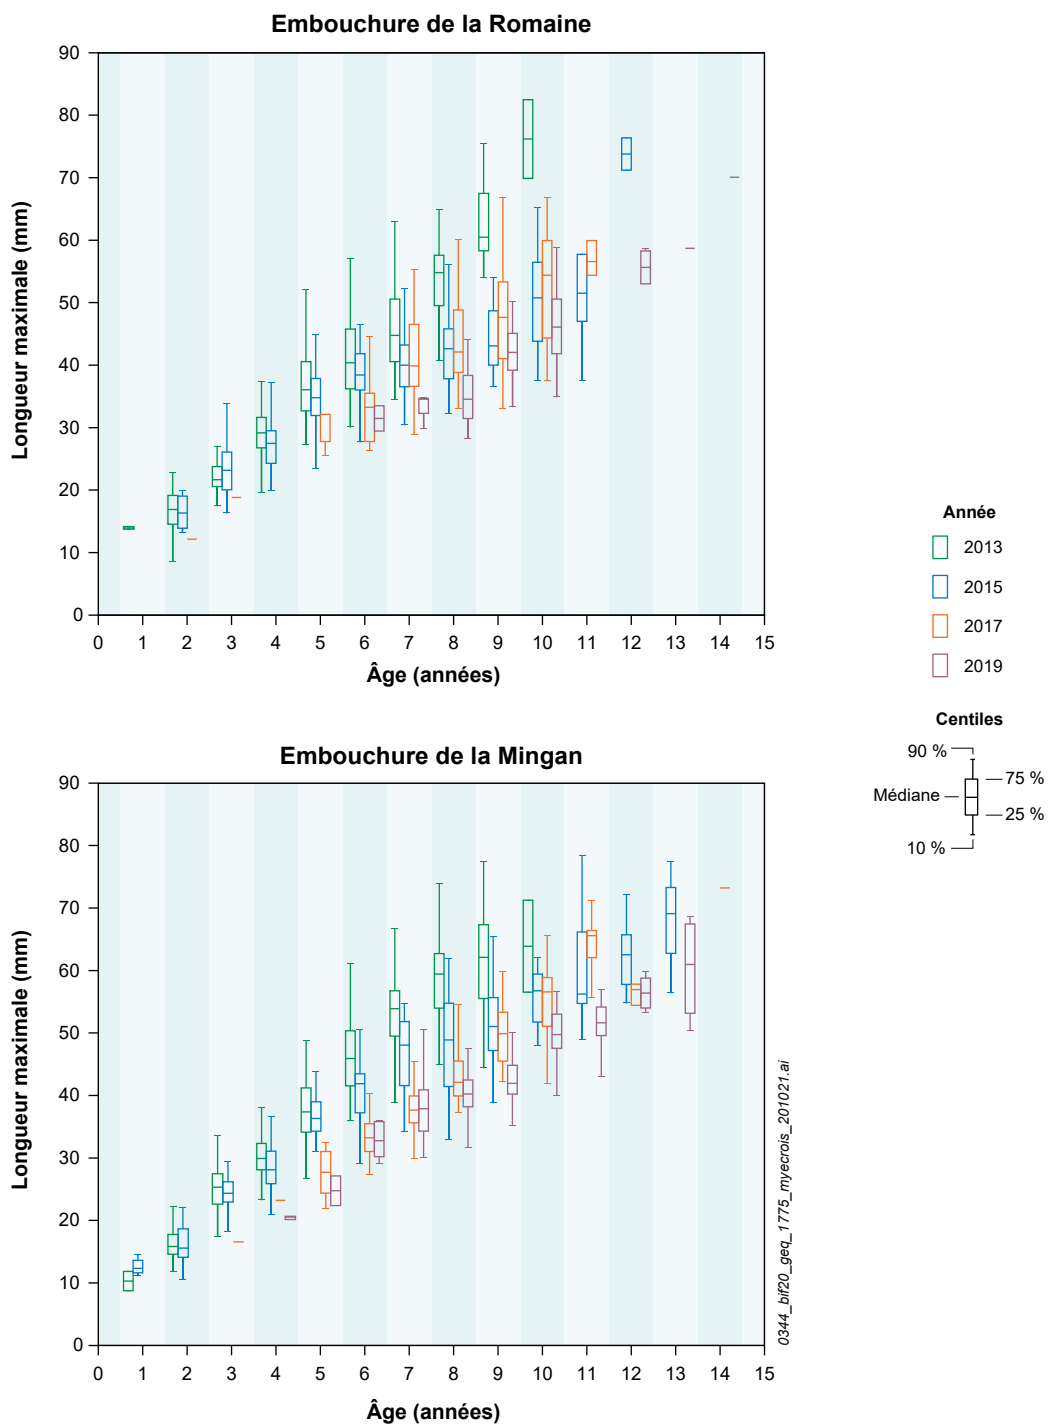 Embouchure de la Romaine
90
80
70
60
50
40
30
20
10
0
Longueur maximale (mm)
0 1 2 3 4 5 6 7 8 9 10 11 12 13 14 15
Âge (années)
Année
2013
2015
2017
2019
Centiles
90 %
75 %
Médiane
25 %
10 %
Embouchure de la Mingan
90
80
70
60
50
40
30
20
10
0
Longueur maximale (mm)
0 1 2 3 4 5 6 7 8 9 10 11 12 13 14 15
Âge (années)
0344_bif20_geq_1775_myecrois_201021.ai